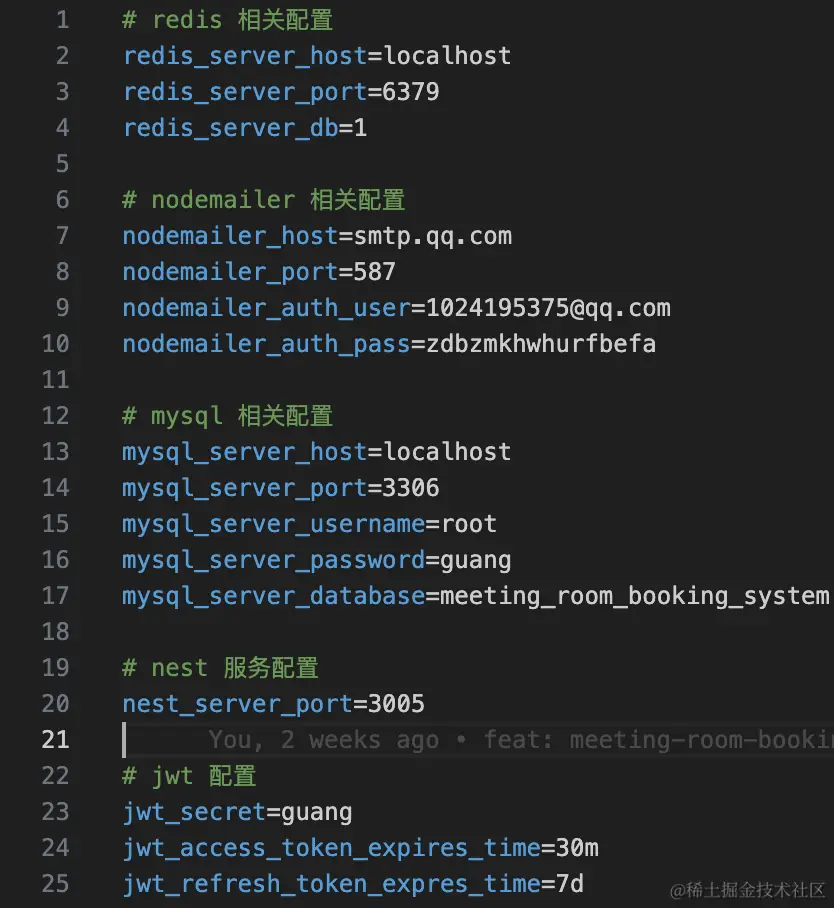 1 # redis 相关配置
2 redis_server_host=localhost
3 redis_server_port=6379
4 redis_server_db=1
5
6 # nodemailer 相关配置
7 nodemailer_host=smtp.qq.com
8 nodemailer_port=587
9 nodemailer_auth_user=1024195375@qq.com
10 nodemailer_auth_pass=zdbzmkhwhurfbefa
11
12 # mysql 相关配置
13 mysql_server_host=localhost
14 mysql_server_port=3306
15 mysql_server_username=root
16 mysql_server_password=guang
17 mysql_server_database=meeting_room_booking_system
18
19 # nest 服务配置
20 nest_server_port=3005
21 You, 2 weeks ago • feat: meeting-room-bookin
22 # jwt 配置
23 jwt_secret=guang
24 jwt_access_token_expires_time=30m
25 jwt_refresh_token_expres_time=7d
@稀土掘金技术社区